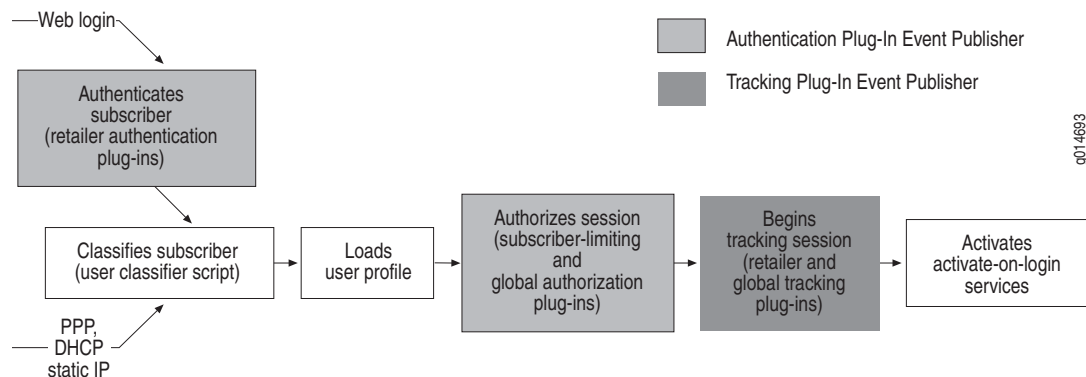 Web login
Authentication Plug-In Event Publisher
Tracking Plug-In Event Publisher
g014693
Authenticates
subscriber
(retailer authentication
plug-ins)
Classifies subscriber
(user classifier script)
Loads
user profile
Authorizes session
(subscriber-limiting
and
global authorization
plug-ins)
Begins
tracking session
(retailer and
global tracking
plug-ins)
Activates
activate-on-login
services
PPP,
DHCP
static IP